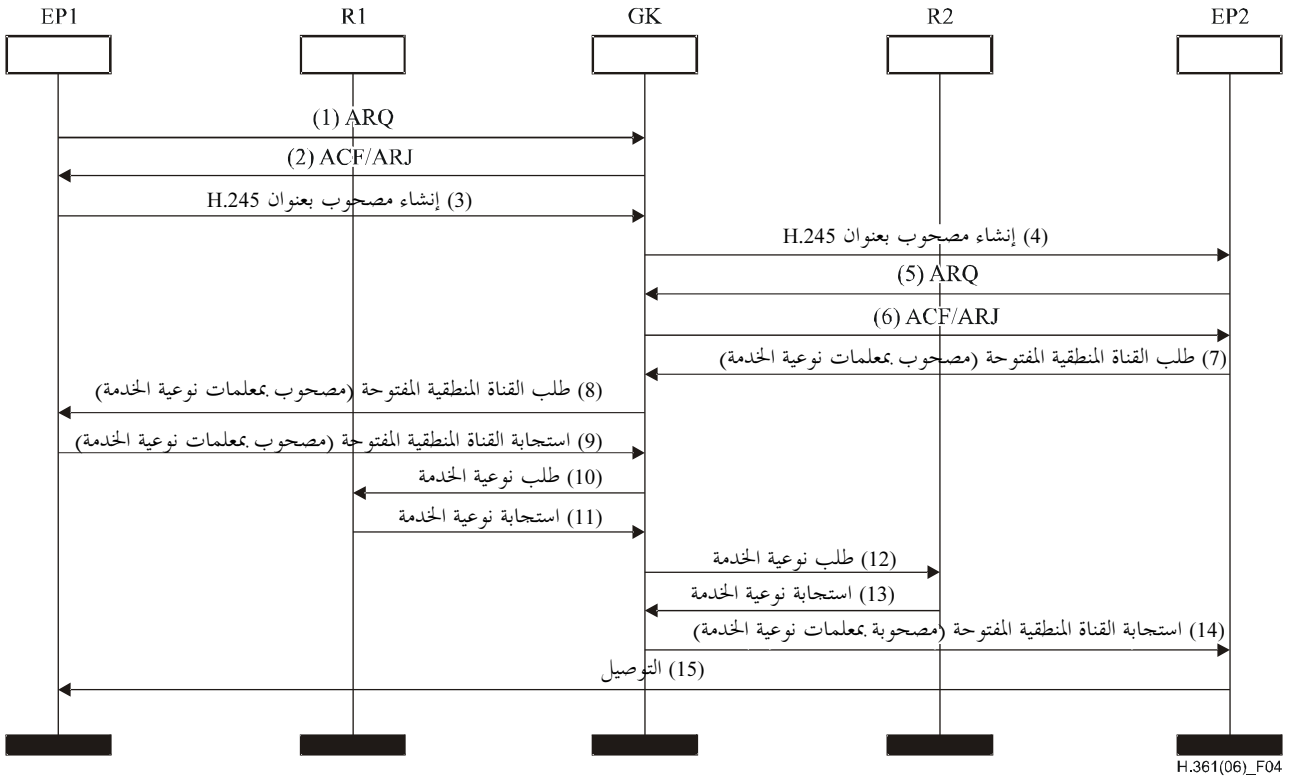 EP1
R1
GK
R2
EP2
(1) ARQ
(2) ACF/ARJ
(3) إنشاء مصحوب بعنوان H.245
(4) إنشاء مصحوب بعنوان H.245
(5) ARQ
(6) ACF/ARJ
(7) طلب القناة المنطقية المفتوحة (مصحوب بمعلمات نوعية الخدمة)
(8) طلب القناة المنطقية المفتوحة (مصحوب بمعلمات نوعية الخدمة)
(9) استجابة القناة المنطقية المفتوحة (مصحوب بمعلمات نوعية الخدمة)
(10) طلب نوعية الخدمة
(11) استجابة نوعية الخدمة
(12) طلب نوعية الخدمة
(13) استجابة نوعية الخدمة
(14) استجابة القناة المنطقية المفتوحة (مصحوبة بمعلمات نوعية الخدمة)
(15) التوصيل
H.361(06)_F04